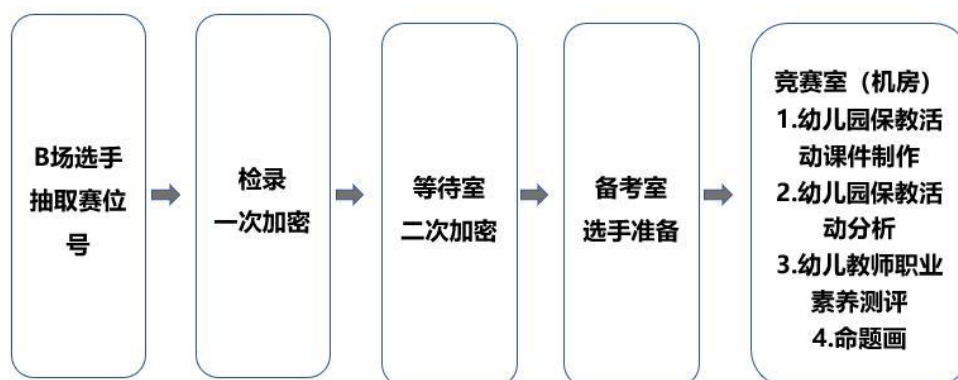 B场选手
抽取赛位
号
检录
一次加密
等待室
二次加密
备考室
选手准备
竞赛室（机房）
1.幼儿园保教活
动课件制作
2.幼儿园保教活
动分析
3.幼儿教师职业
素养测评
4.命题画